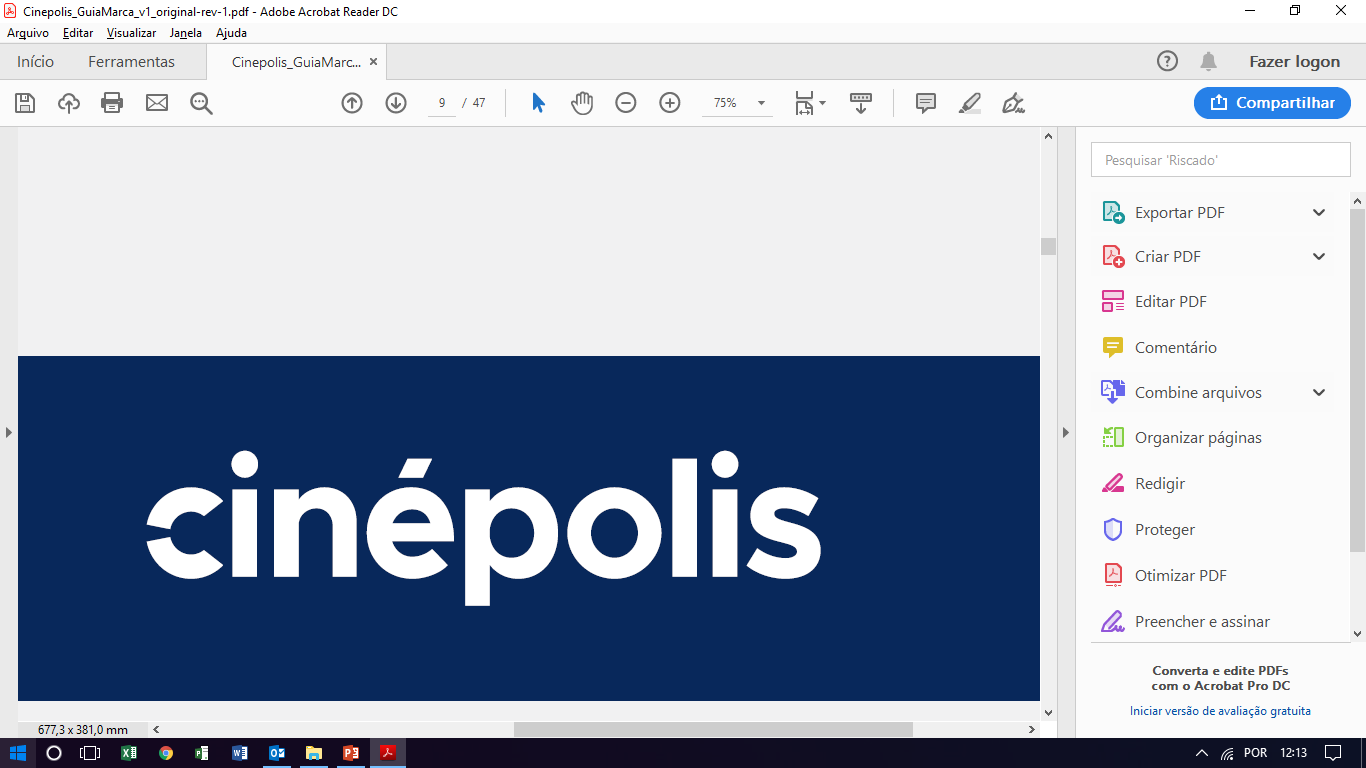 Cinepolis_GuiaMarca_v1_original-rev-1.pdf - Adobe Acrobat Reader DC
Arquivo Editar Visualizar Janela Ajuda
Início Ferramentas Cinepolis_GuiaMarc... Fazer logon
9 / 47 75% Compartilhar
Pesquisar 'Riscado'
Exportar PDF
Criar PDF
Editar PDF
Comentário
Combine arquivos
Organizar páginas
Redigir
Proteger
Otimizar PDF
Preencher e assinar
Converta e edite PDFs
com o Acrobat Pro DC
Iniciar versão de avaliação gratuita
cinépolis
677,3 x 381,0 mm
POR 12:13